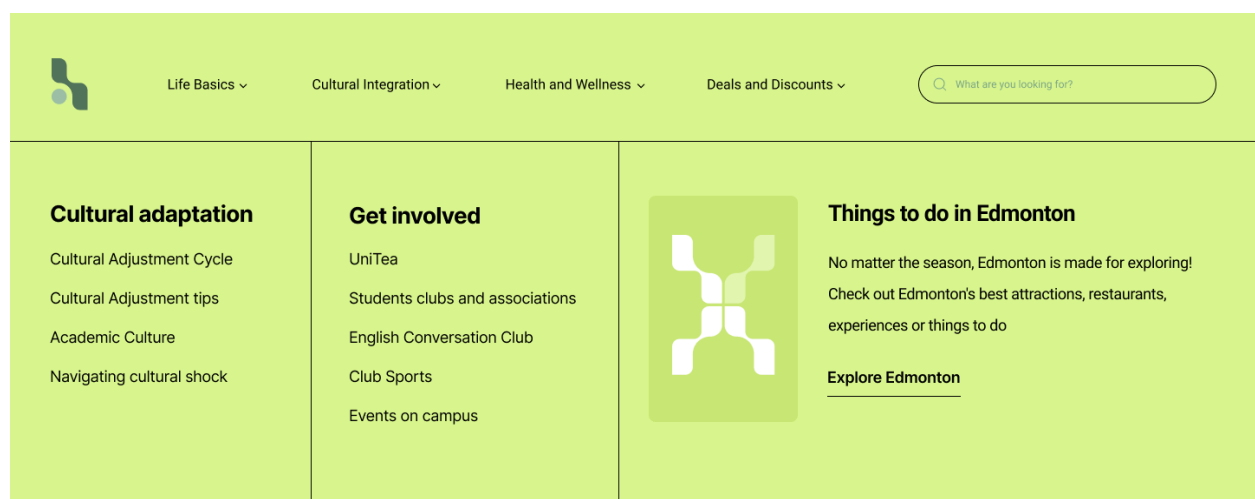 Life Basics
Cultural Integration
Health and Wellness
Deals and Discounts
What are you looking for?
Cultural adaptation
Cultural Adjustment Cycle
Cultural Adjustment tips
Academic Culture
Navigating cultural shock
Get involved
UniTea
Students clubs and associations
English Conversation Club
Club Sports
Events on campus
Things to do in Edmonton
No matter the season, Edmonton is made for exploring!
Check out Edmonton's best attractions, restaurants,
experiences or things to do
Explore Edmonton